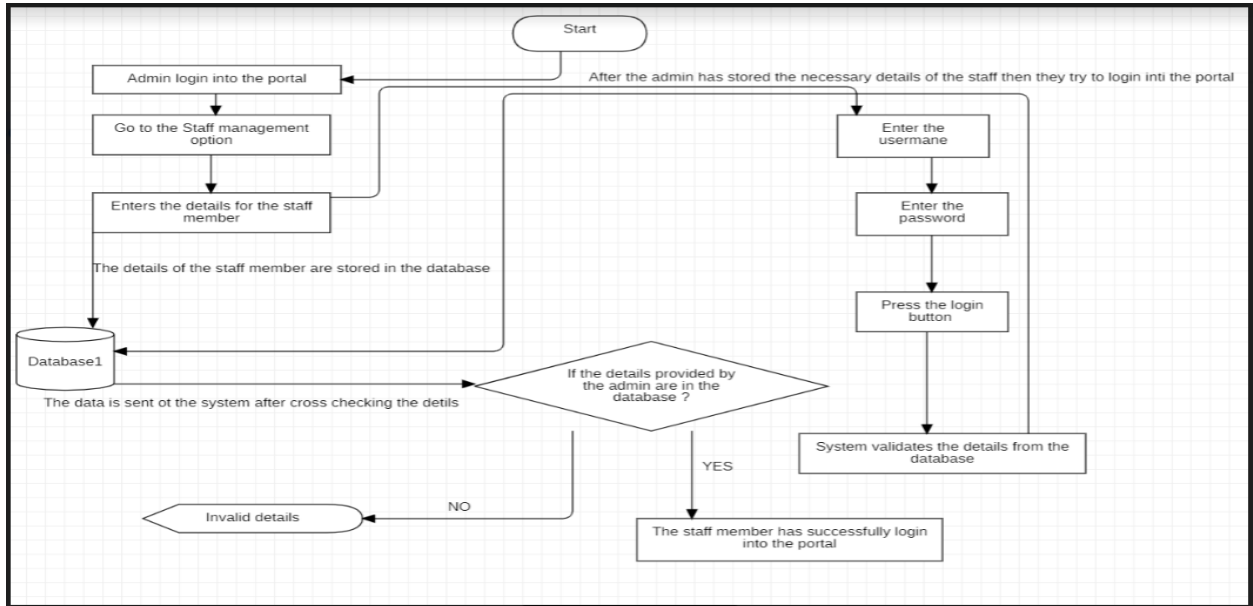 Start
Admin login into the portal
After the admin has stored the necessary details of the staff then they try to login inti the portal
Go to the Staff management
option
Enter the
usermane
Enters the details for the staff
member
Enter the
password
The details of the staff member are stored in the database
Press the login
button
Database1
If the details provided by
the admin are in the
database ?
The data is sent ot the system after cross checking the detils
System validates the details from the
database
YES
NO
Invalid details
The staff member has successfully login
into the portal